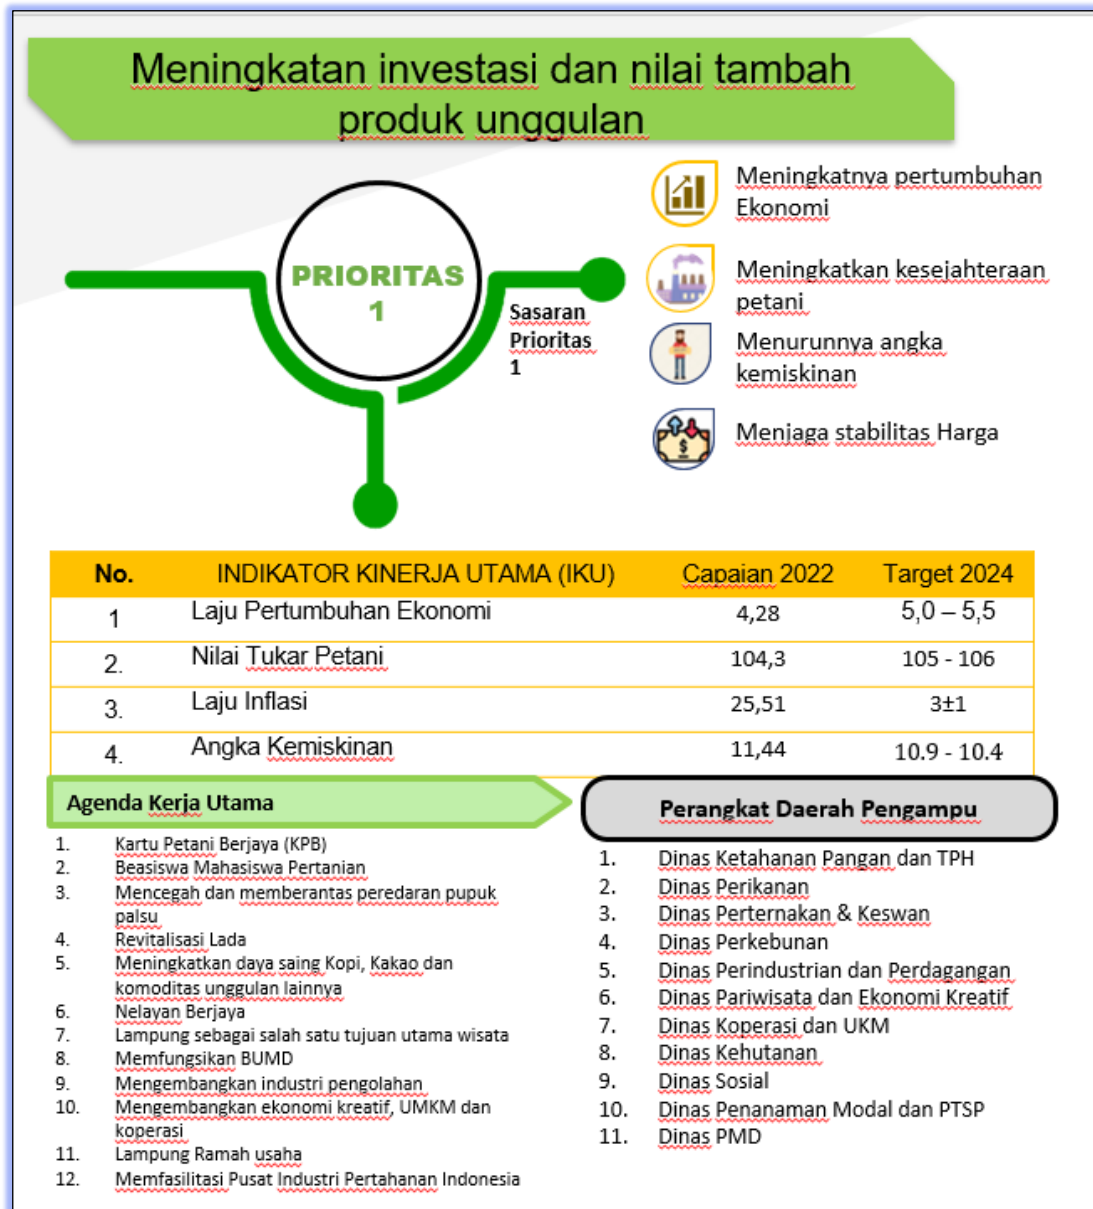 Meningkatan investasi dan nilai tambah
produk unggulan
PRIORITAS
1
Sasaran
Prioritas
1
Meningkatnya pertumbuhan
Ekonomi
Meningkatkan kesejahteraan
petani
Menurunnya angka
kemiskinan
Menjaga stabilitas Harga
No. INDIKATOR KINERJA UTAMA (IKU) Capaian 2022 Target 2024
1 Laju Pertumbuhan Ekonomi 4,28 5,0 – 5,5
2. Nilai Tukar Petani 104,3 105 - 106
3. Laju Inflasi 25,51 3±1
4. Angka Kemiskinan 11,44 10.9 - 10.4
Agenda Kerja Utama
1. Kartu Petani Berjaya (KPB)
2. Beasiswa Mahasiswa Pertanian
3. Mencegah dan memberantas peredaran pupuk
palsu
4. Revitalisasi Lada
5. Meningkatkan daya saing Kopi, Kakao dan
komoditas unggulan lainnya
6. Nelayan Berjaya
7. Lampung sebagai salah satu tujuan utama wisata
8. Memfungsikan BUMD
9. Mengembangkan industri pengolahan
10. Mengembangkan ekonomi kreatif, UMKM dan
koperasi
11. Lampung Ramah usaha
12. Memfasilitasi Pusat Industri Pertahanan Indonesia
Perangkat Daerah Pengampu
1. Dinas Ketahanan Pangan dan TPH
2. Dinas Perikanan
3. Dinas Perternakan & Keswan
4. Dinas Perkebunan
5. Dinas Perindustrian dan Perdagangan
6. Dinas Pariwisata dan Ekonomi Kreatif
7. Dinas Koperasi dan UKM
8. Dinas Kehutanan
9. Dinas Sosial
10. Dinas Penanaman Modal dan PTSP
11. Dinas PMD